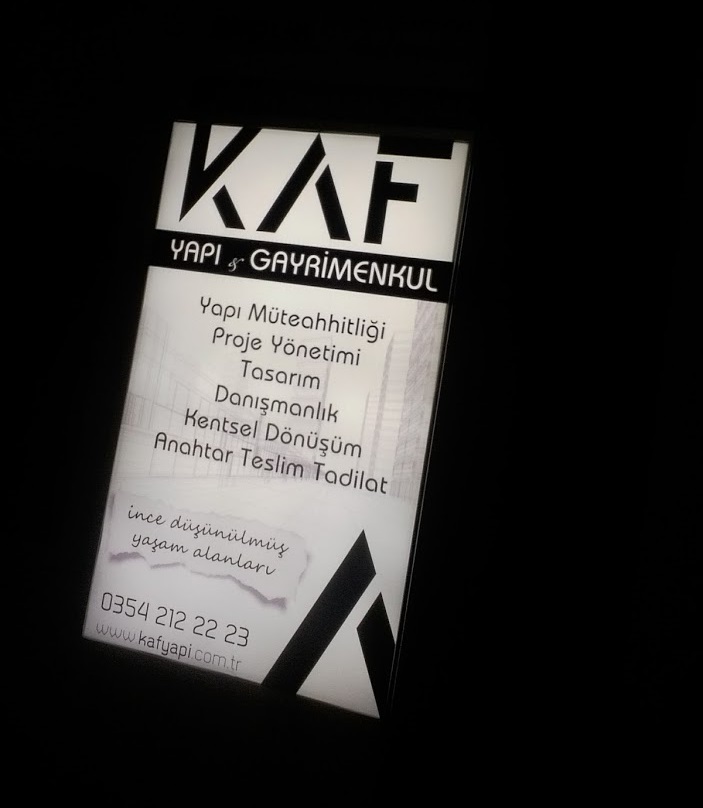 KAF
YAPI & GAYRİMENKUL
Yapı Müteahhitliği
Proje Yönetimi
Tasarım
Danışmanlık
Kentsel Dönüşüm
Anahtar Teslim Tadilat
ince düşünülmüş
yaşam alanları
0354 212 22 23
www.kafyapi.com.tr